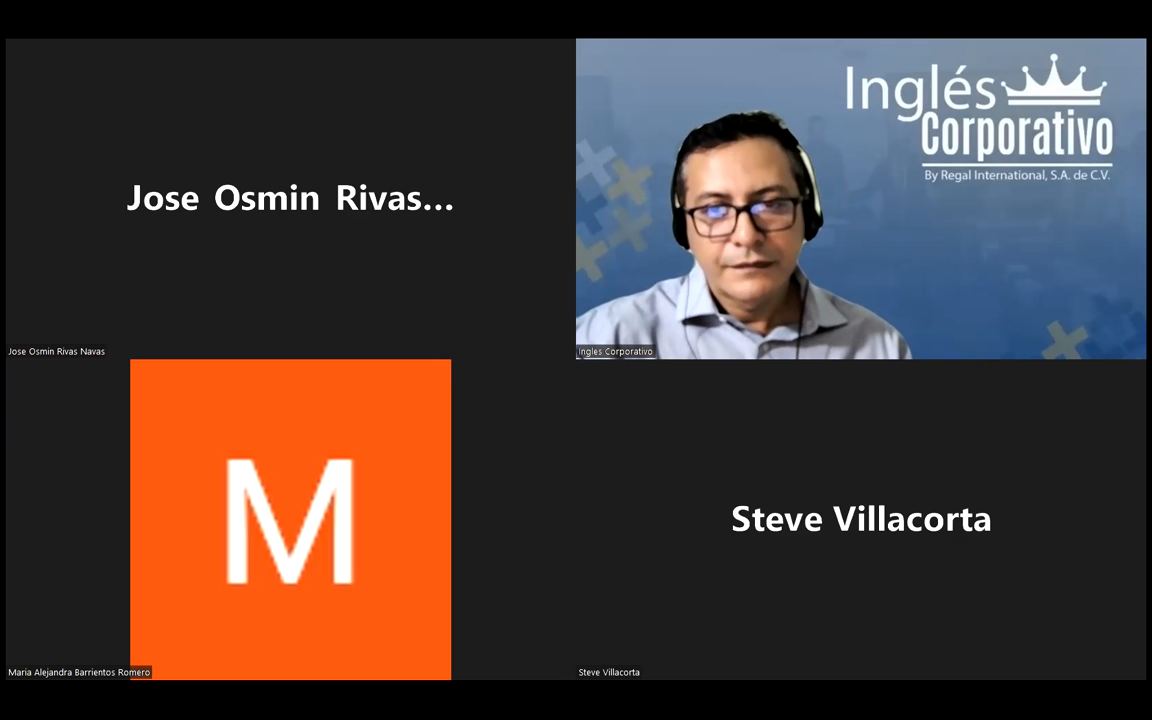 Jose Osmin Rivas...
Jose Osmin Rivas Navas
Inglés
Corporativo
By Regal International, S.A. de C.V.
Ingles Corporativo
M
Maria Alejandra Barrientos Romero
Steve Villacorta
Steve Villacorta